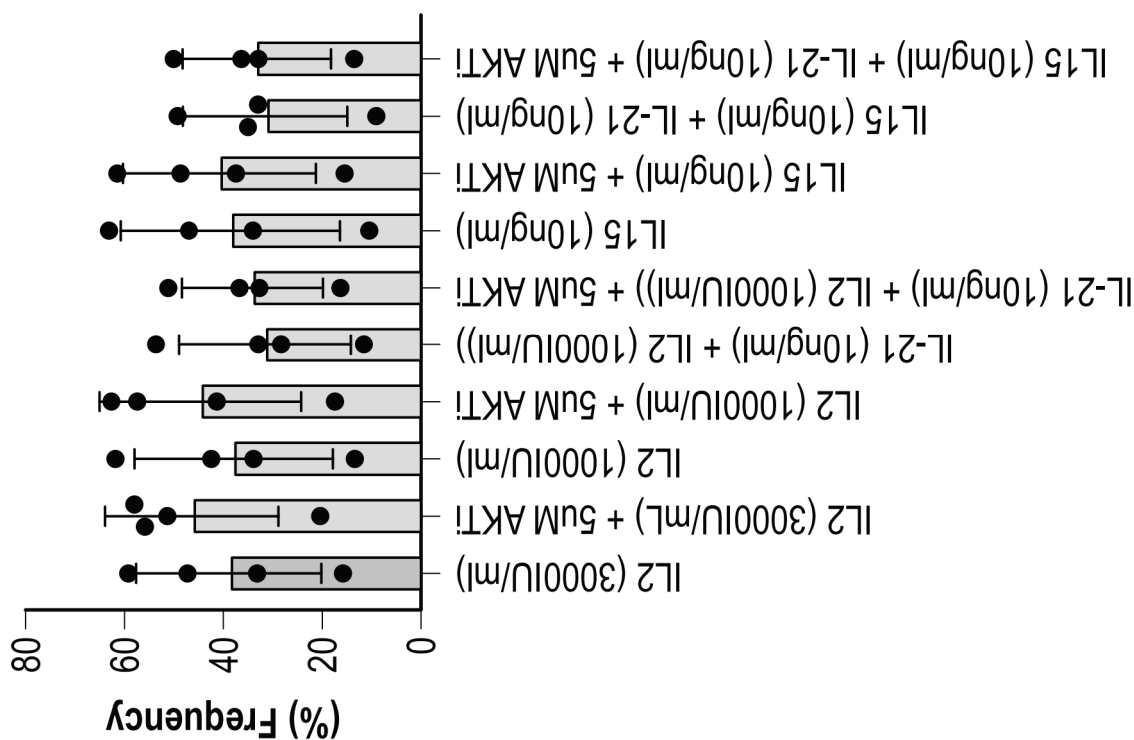 (%) Frequency
0
20
40
60
80
IL2 (3000IU/ml)
IL2 (3000IU/mL) + 5uM AKTi
IL2 (1000IU/ml)
IL2 (1000IU/ml) + 5uM AKTi
IL-21 (10ng/ml) + IL2 (1000IU/ml))
IL-21 (10ng/ml) + IL2 (1000IU/ml)) + 5uM AKTi
IL15 (10ng/ml)
IL15 (10ng/ml) + 5uM AKTi
IL15 (10ng/ml) + IL-21 (10ng/ml)
IL15 (10ng/ml) + IL-21 (10ng/ml) + 5uM AKTi